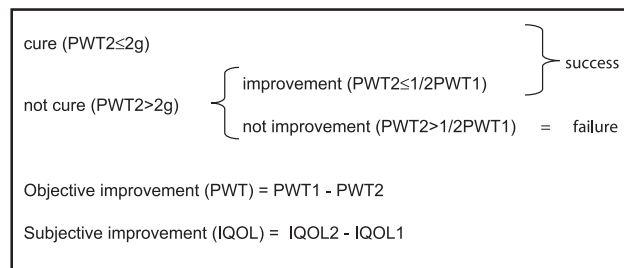 cure (PWT2≤2g)
success
improvement (PWT2≤1/2PWT1)
not cure (PWT2>2g)
not improvement (PWT2>1/2PWT1) = failure
Objective improvement (PWT) = PWT1 - PWT2
Subjective improvement (IQOL) = IQOL2 - IQOL1